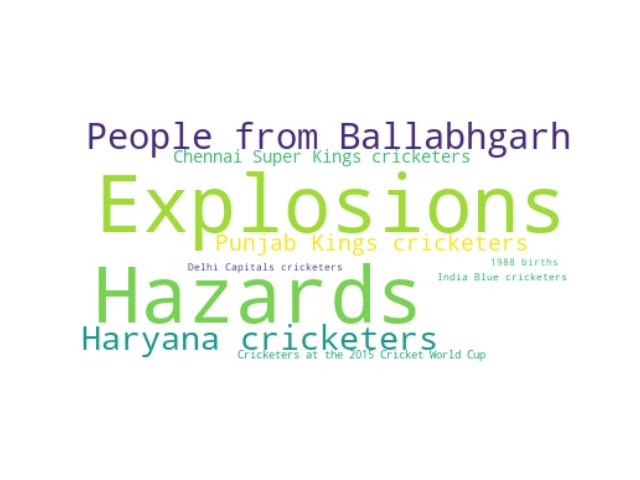 People from Ballabhgarh
Chennai Super Kings cricketers
Explosions
Punjab Kings cricketers
1988 births
Delhi Capitals cricketers
India Blue cricketers
Hazards
Haryana cricketers
Cricketers at the 2015 Cricket World Cup